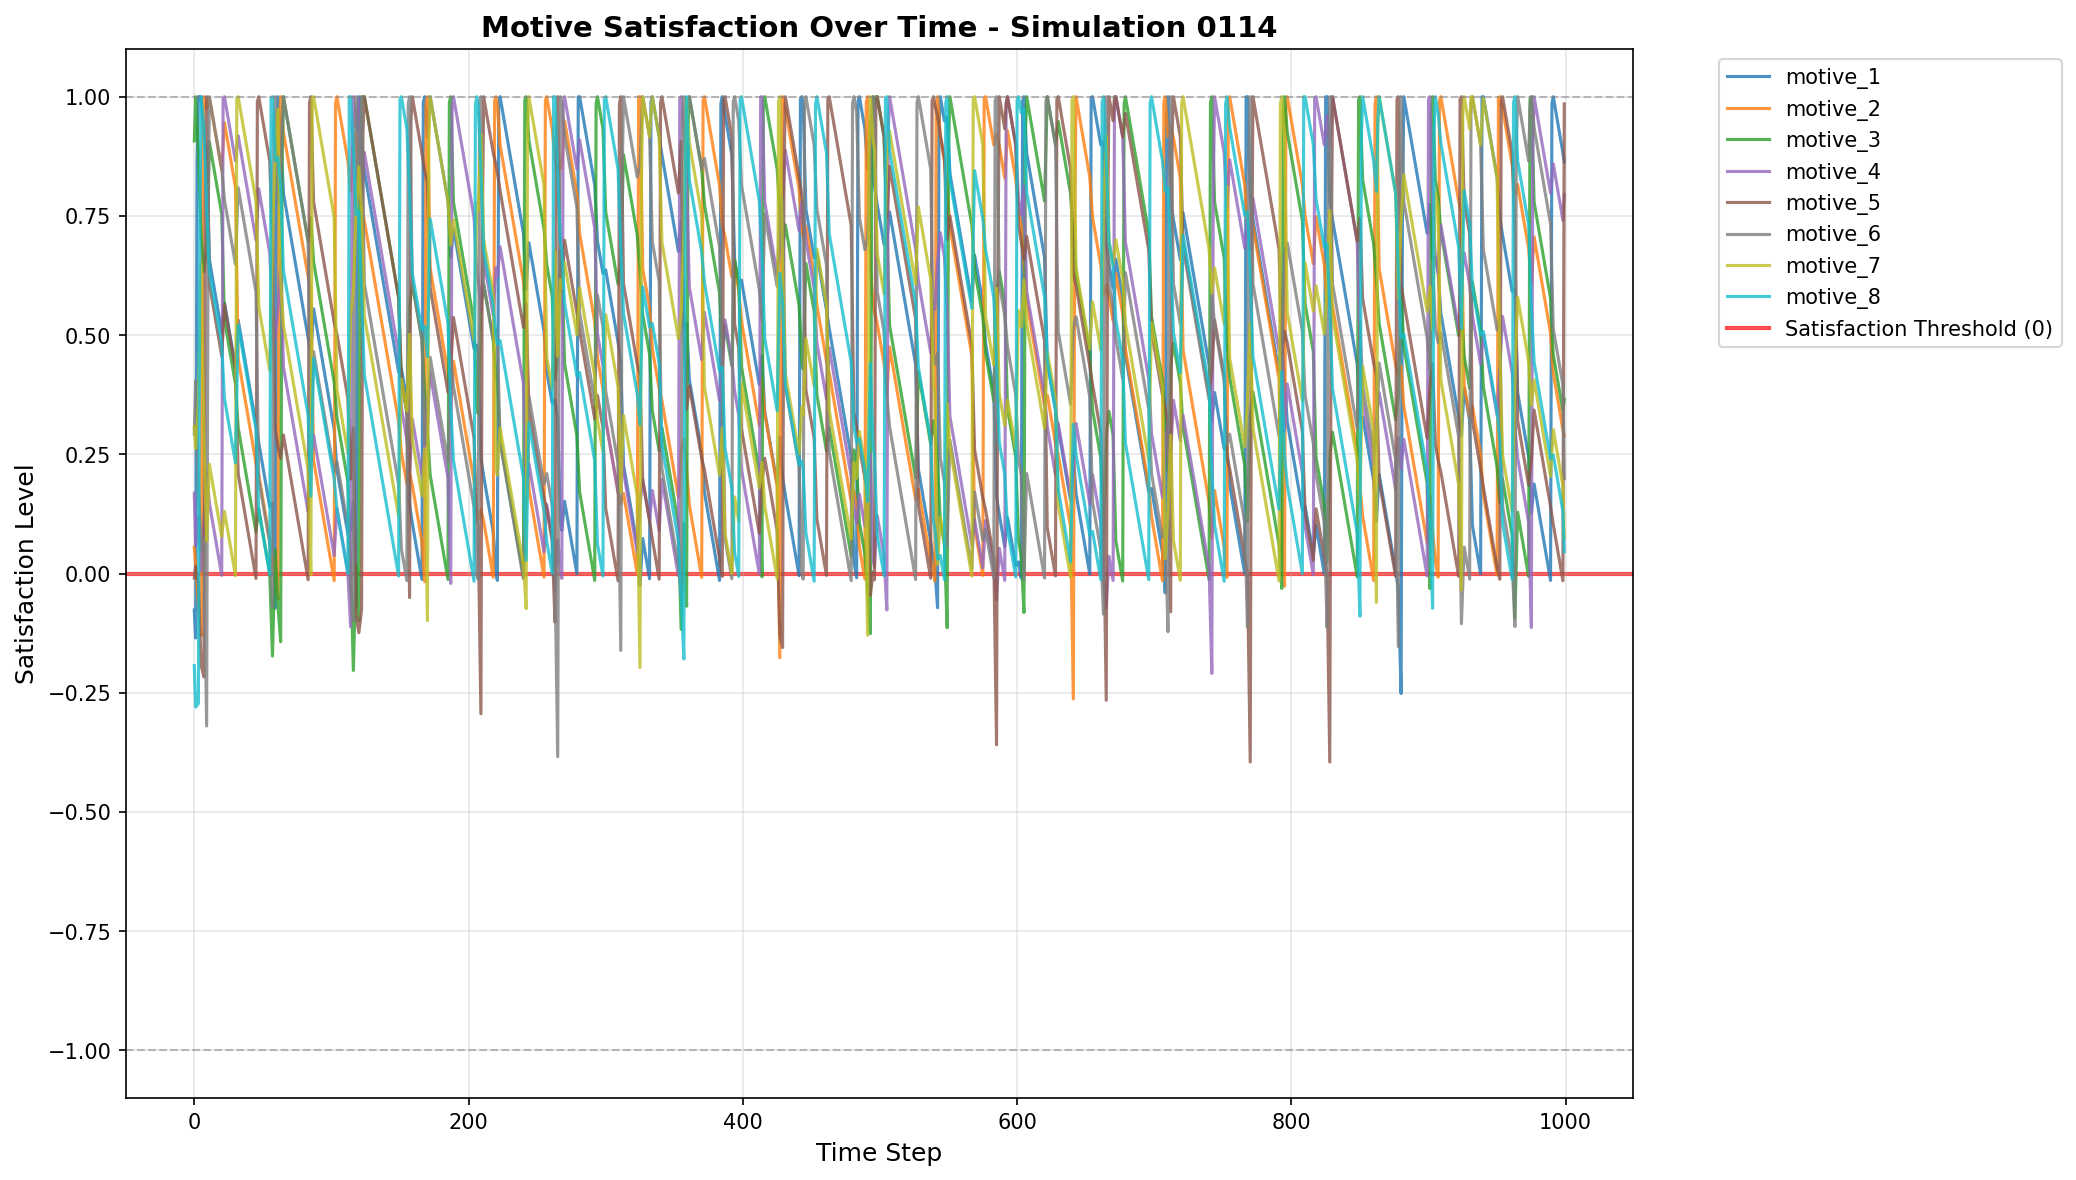 Motive Satisfaction Over Time - Simulation 0114
1.00
0.75
0.50
0.25
0.00
−0.25
−0.50
−0.75
−1.00
Satisfaction Level
0
200
400
600
800
1000
Time Step
motive_1
motive_2
motive_3
motive_4
motive_5
motive_6
motive_7
motive_8
Satisfaction Threshold (0)